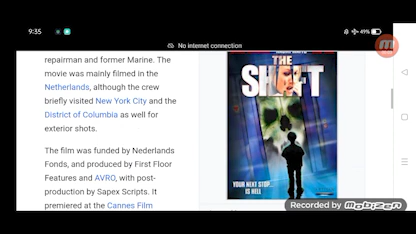 9:35
49%
No internet connection
repairman and former Marine. The
movie was mainly filmed in the
Netherlands, although the crew
briefly visited New York City and the
District of Columbia as well for
exterior shots.
The film was funded by Nederlands
Fonds, and produced by First Floor
Features and AVRO, with post-
production by Sapex Scripts. It
premiered at the Cannes Film
THE
SHAFT
YOUR NEXT STOP...
IS HELL
Recorded by Mobizen